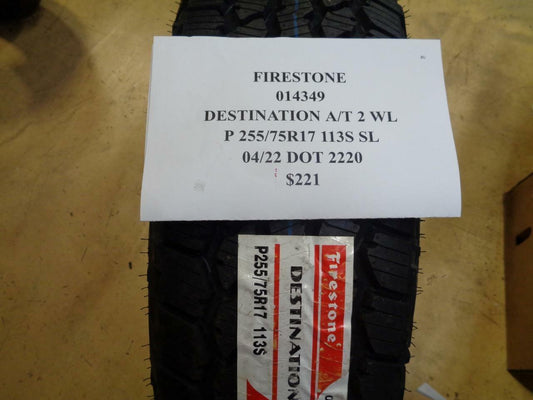 FIRESTONE
014349
DESTINATION A/T 2 WL
P 255/75R17 113S SL
04/22 DOT 2220
$221
Firestone
DESTINATION
P255/75R17 113S